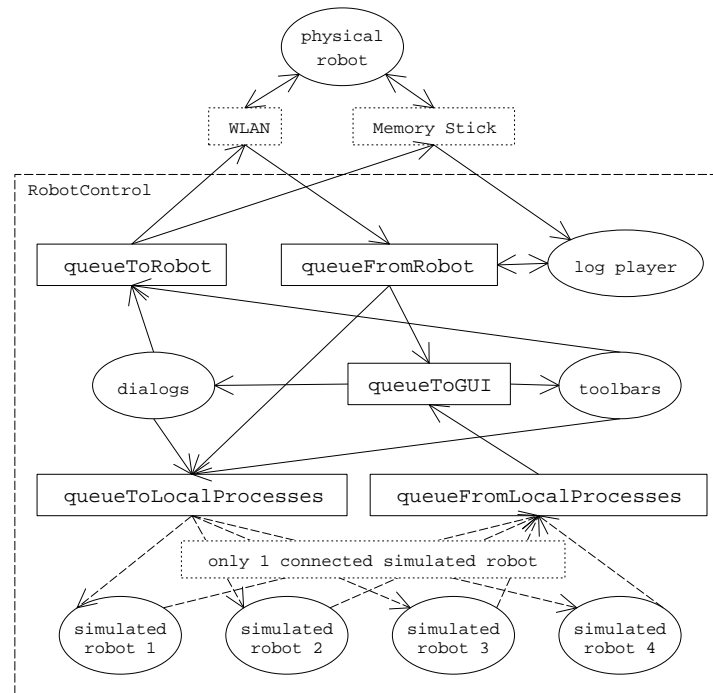 physical
robot
WLAN
Memory Stick
RobotControl
queueToRobot
queueFromRobot
log player
dialogs
queueToGUI
toolbars
queueToLocalProcesses
queueFromLocalProcesses
only 1 connected simulated robot
simulated
robot 1
simulated
robot 2
simulated
robot 3
simulated
robot 4